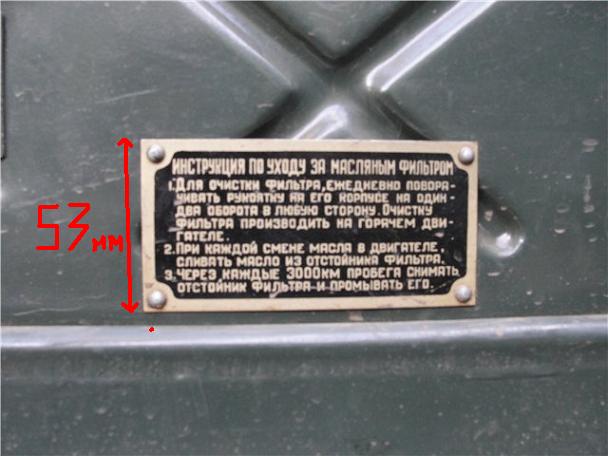 53 мм
ИНСТРУКЦИЯ ПО УХОДУ ЗА МАСЛЯНЫМ ФИЛЬТРОМ
1. ДЛЯ ОЧИСТКИ ФИЛЬТРА, ЕЖЕДНЕВНО ПОВОРА-
ЧИВАТЬ РУКОЯТКУ НА ЕГО КОРПУСЕ НА ОДИН-
ДВА ОБОРОТА В ЛЮБУЮ СТОРОНУ. ОЧИСТКУ
ФИЛЬТРА ПРОИЗВОДИТЬ НА ГОРЯЧЕМ ДВИ-
ГАТЕЛЕ.
2. ПРИ КАЖДОЙ СМЕНЕ МАСЛА В ДВИГАТЕЛЕ,
СЛИВАТЬ МАСЛО ИЗ ОТСТОЙНИКА ФИЛЬТРА.
3. ЧЕРЕЗ КАЖДЫЕ 3000КМ ПРОБЕГА СНИМАТЬ
ОТСТОЙНИК ФИЛЬТРА И ПРОМЫВАТЬ ЕГО.